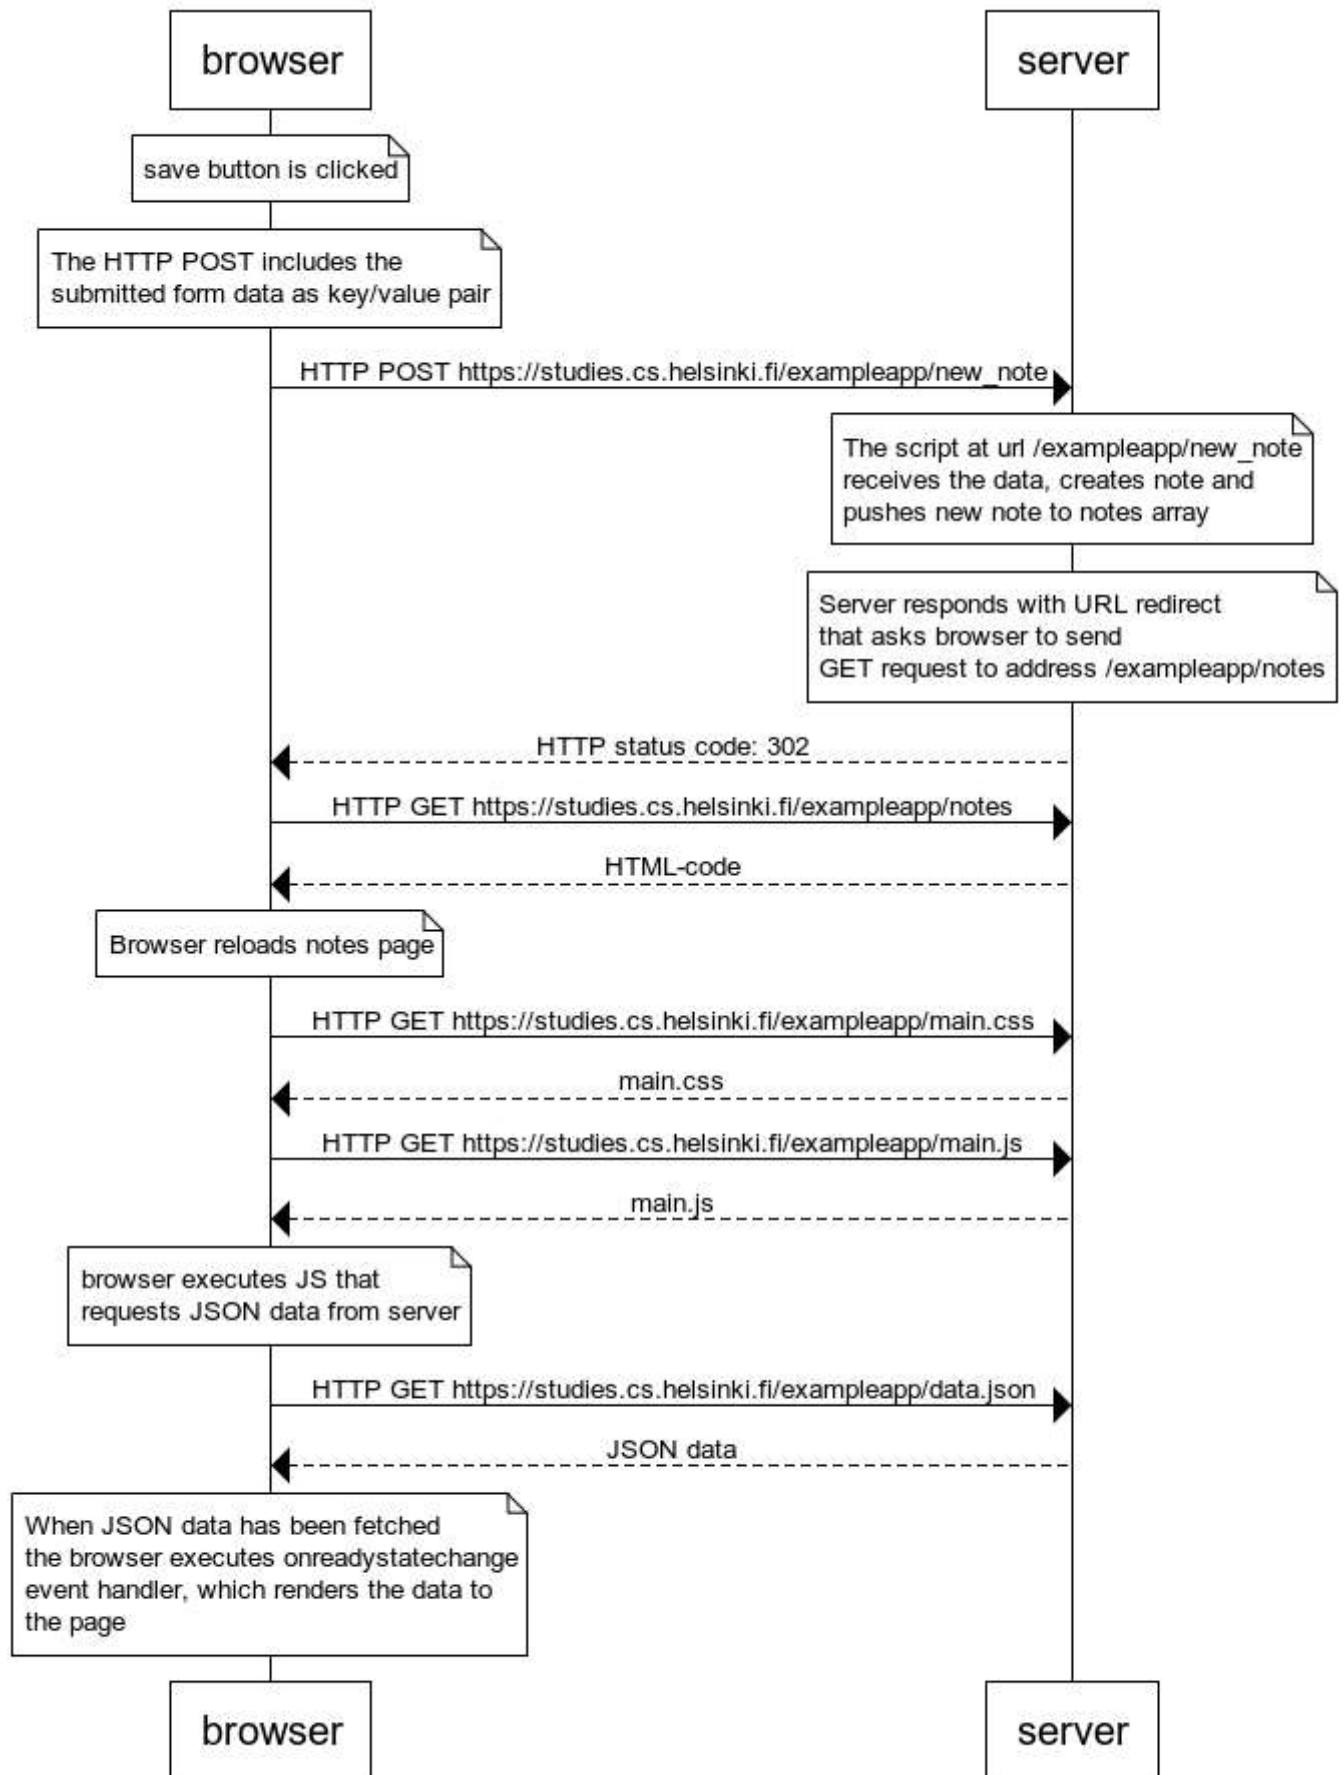 browser
server
save button is clicked
The HTTP POST includes the
submitted form data as key/value pair
HTTP POST https://studies.cs.helsinki.fi/exampleapp/new_note
The script at url /exampleapp/new_note
receives the data, creates note and
pushes new note to notes array
Server responds with URL redirect
that asks browser to send
GET request to address /exampleapp/notes
HTTP status code: 302
HTTP GET https://studies.cs.helsinki.fi/exampleapp/notes
HTML-code
Browser reloads notes page
HTTP GET https://studies.cs.helsinki.fi/exampleapp/main.css
main.css
HTTP GET https://studies.cs.helsinki.fi/exampleapp/main.js
main.js
browser executes JS that
requests JSON data from server
HTTP GET https://studies.cs.helsinki.fi/exampleapp/data.json
JSON data
When JSON data has been fetched
the browser executes onreadystatechange
event handler, which renders the data to
the page
browser
server